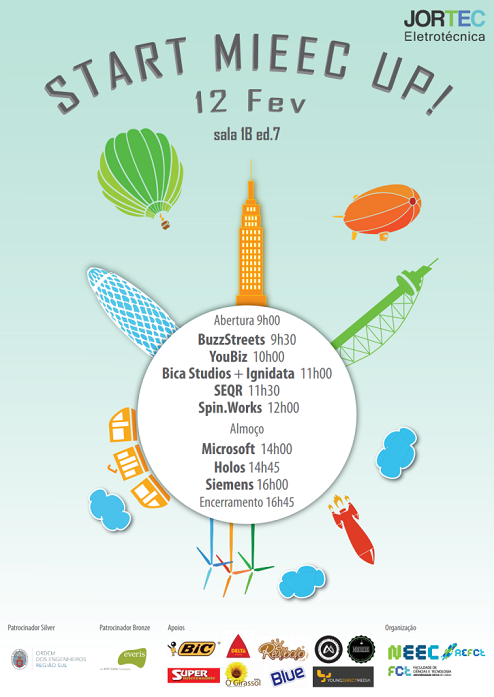 JORTEC
Eletrotécnica
START MIEEC UP!
12 Fev
sala 1B ed.7
Abertura 9h00
BuzzStreets 9h30
YouBiz 10h00
Bica Studios + Ignidata 11h00
SEQR 11h30
Spin.Works 12h00
Almoço
Microsoft 14h00
Holos 14h45
Siemens 16h00
Encerramento 16h45
Patrocinador Silver
Patrocinador Bronze
Apoios
Organização
ORDEM
DOS ENGENHEIROS
REGIÃO SUL
everis
BIC
DELTA
NEEC
AEFCT
SUPER
O Girassol
Blue
YOUNGDIRECTMEDIA
FCT
FACULDADE DE
CIÊNCIAS E TECNOLOGIA